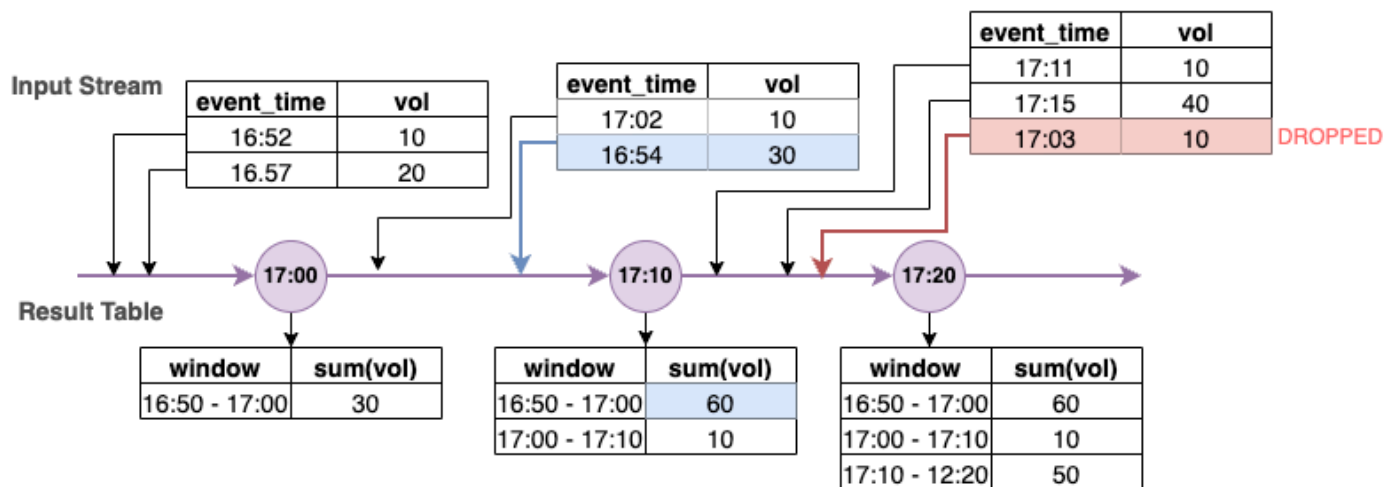 Input Stream
event_time vol
16:52 10
16.57 20
event_time vol
17:02 10
16:54 30
event_time vol
17:11 10
17:15 40
17:03 10 DROPPED
17:00 17:10 17:20
Result Table
window sum(vol)
16:50 - 17:00 30
window sum(vol)
16:50 - 17:00 60
17:00 - 17:10 10
window sum(vol)
16:50 - 17:00 60
17:00 - 17:10 10
17:10 - 12:20 50